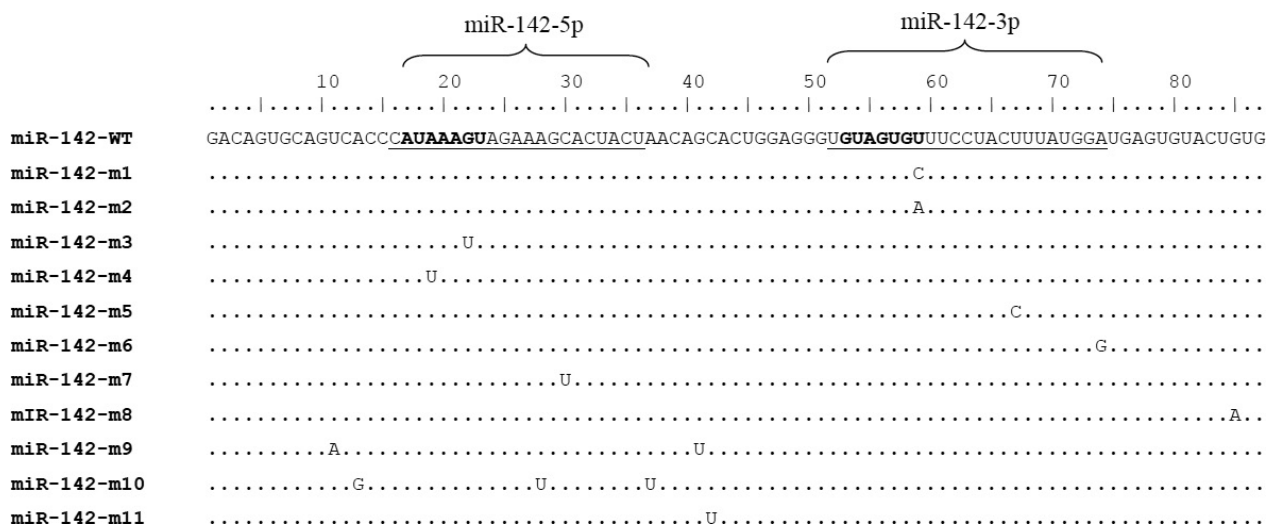 miR-142-5p miR-142-3p
10 20 30 40 50 60 70 80
....|....|....|....|....|....|....|....|....|....|....|....|....|....|....|....|....|..
miR-142-WT GACAGUGCAGUCACCCAUAAAGUAGAAAGCACUACUAACAGCACUGGAGGGUGUAGUGUUUCCUACUUUAUGGAUGAGUGUACUGUG
miR-142-m1 ..........................................................C............................
miR-142-m2 ..........................................................A............................
miR-142-m3 .....................U.................................................................
miR-142-m4 ..................U....................................................................
miR-142-m5 ..................................................................C....................
miR-142-m6 .........................................................................G.............
miR-142-m7 .............................U.........................................................
mIR-142-m8 ....................................................................................A..
miR-142-m9 ..........A.............................U..............................................
miR-142-m10 ............G..............U........U..................................................
miR-142-m11 .........................................U.............................................